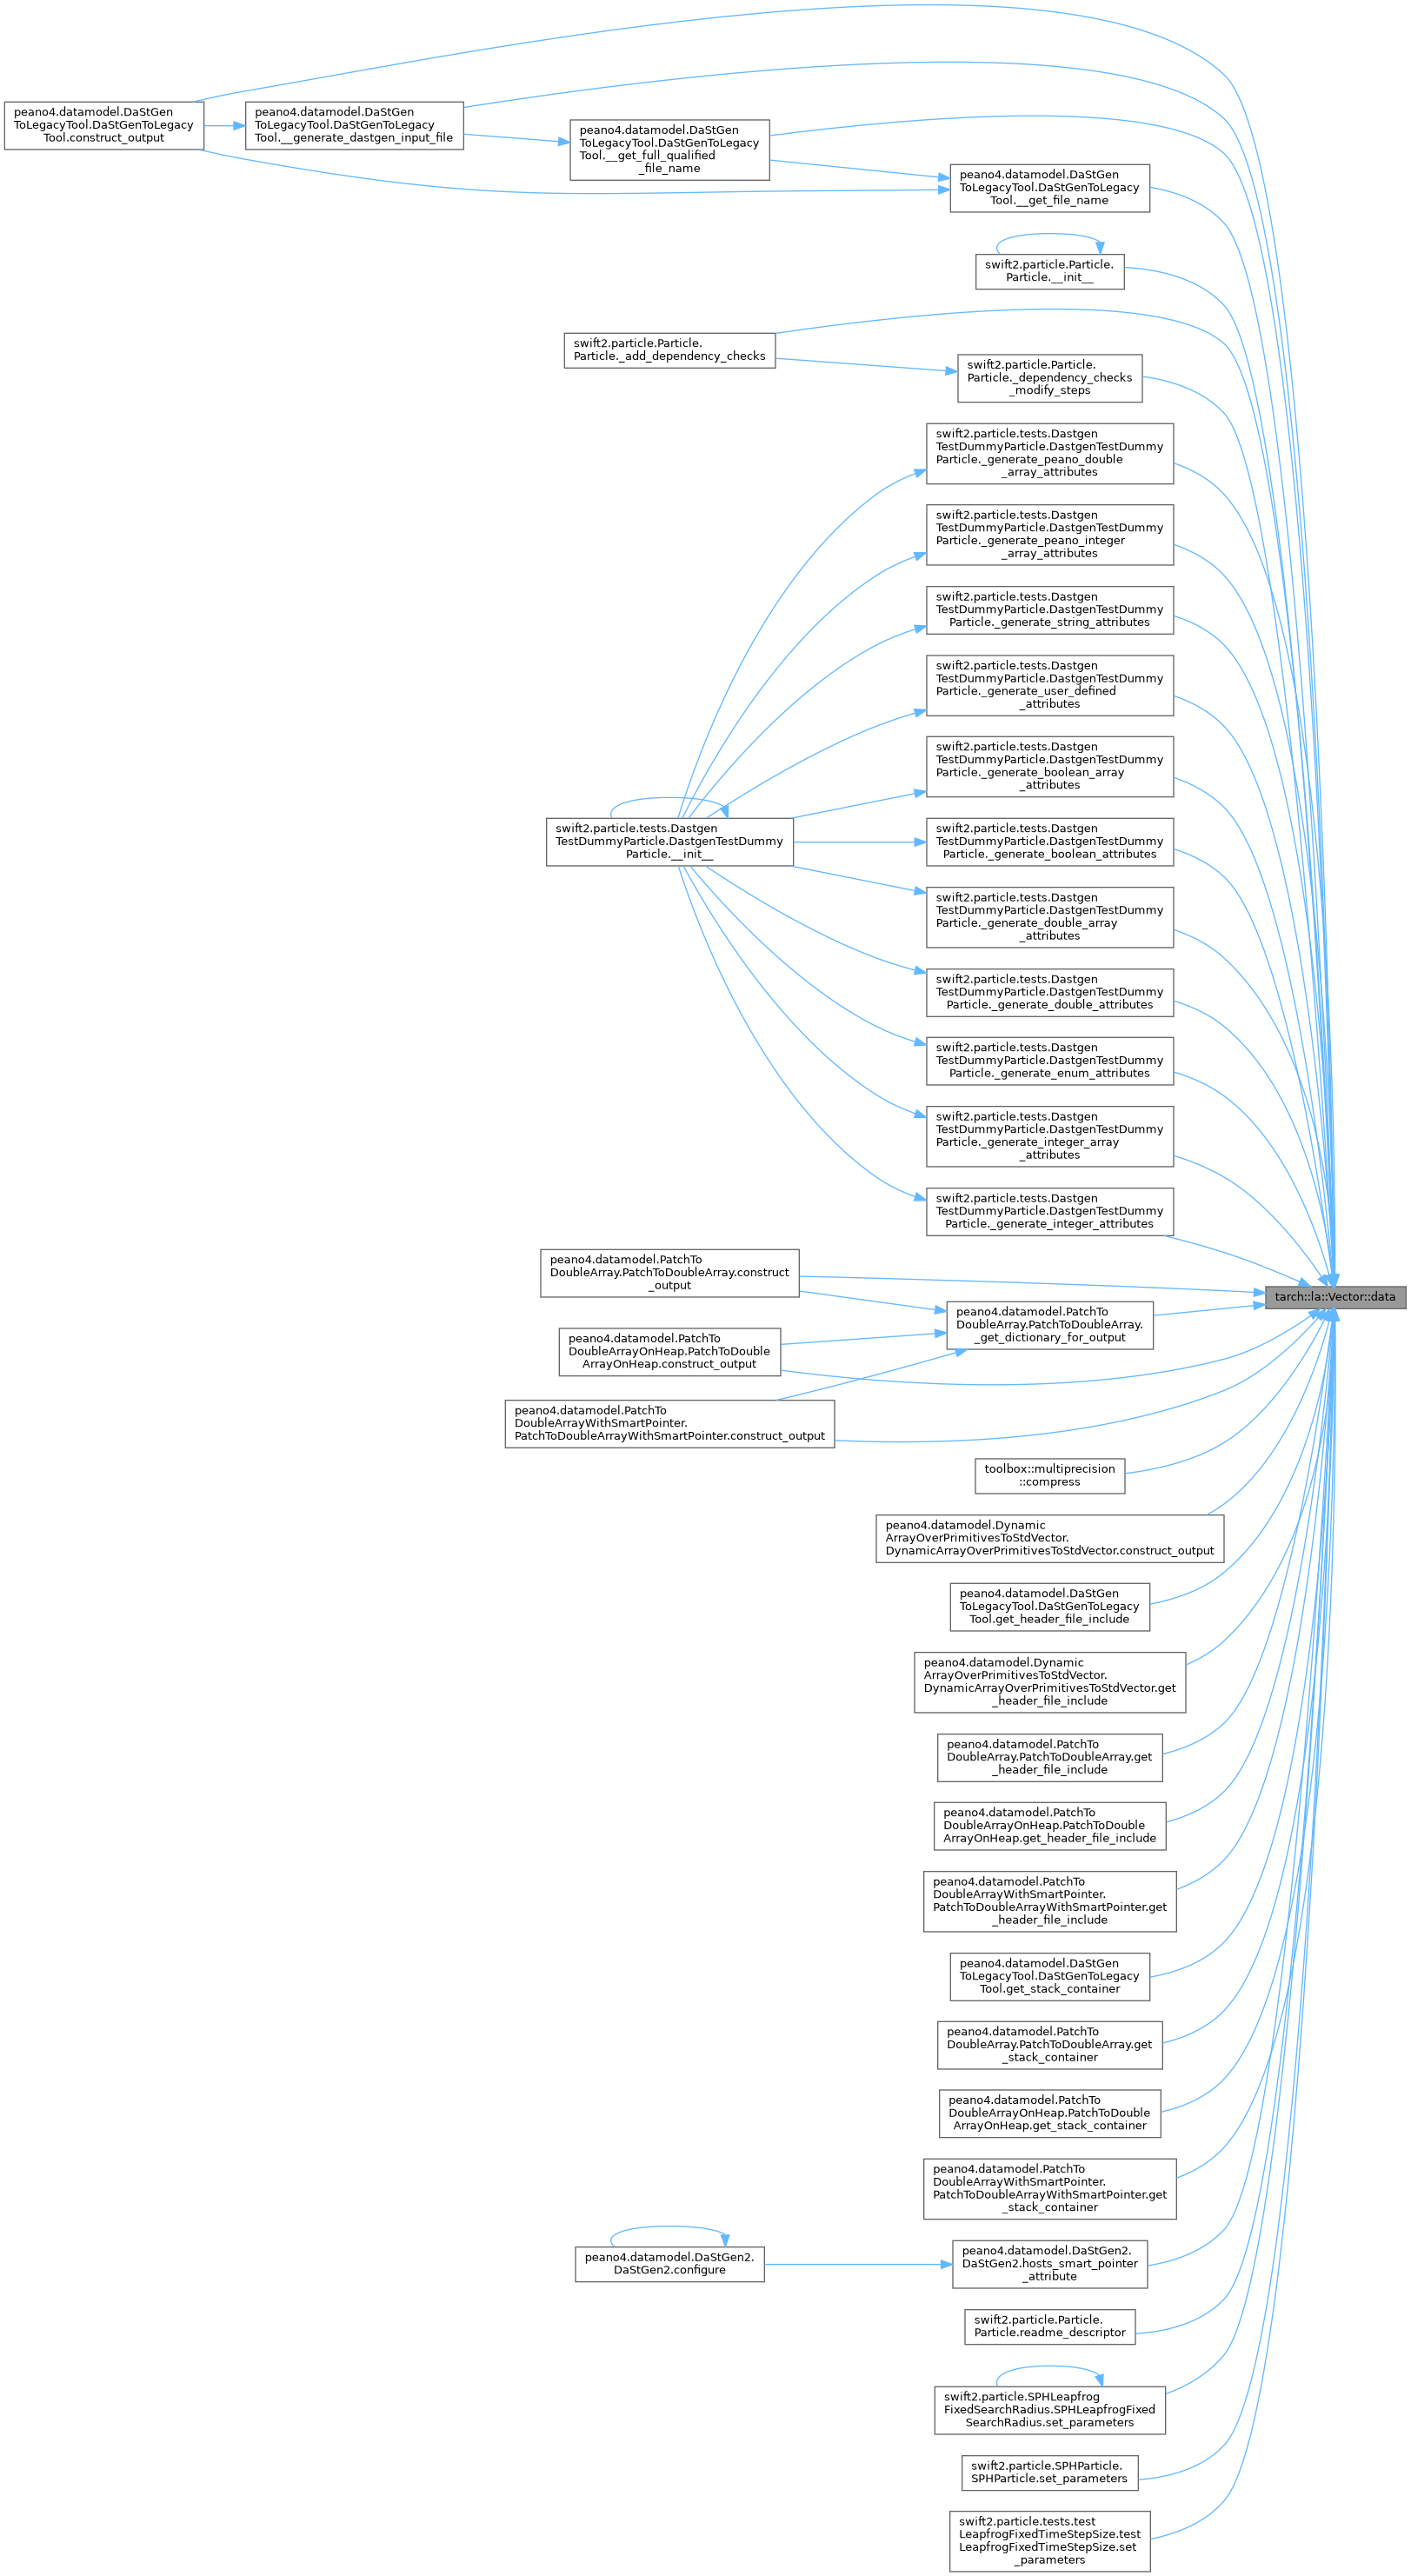 peano4.datamodel.DaStGen
ToLegacyTool.DaStGenToLegacy
Tool.construct_output
peano4.datamodel.DaStGen
ToLegacyTool.DaStGenToLegacy
Tool.__generate_dastgen_input_file
peano4.datamodel.DaStGen
ToLegacyTool.DaStGenToLegacy
Tool.__get_full_qualified
_file_name
peano4.datamodel.DaStGen
ToLegacyTool.DaStGenToLegacy
Tool.__get_file_name
swift2.particle.Particle.
Particle.__init__
swift2.particle.Particle.
Particle._add_dependency_checks
swift2.particle.Particle.
Particle._dependency_checks
_modify_steps
swift2.particle.tests.Dastgen
TestDummyParticle.DastgenTestDummy
Particle._generate_peano_double
_array_attributes
swift2.particle.tests.Dastgen
TestDummyParticle.DastgenTestDummy
Particle._generate_peano_integer
_array_attributes
swift2.particle.tests.Dastgen
TestDummyParticle.DastgenTestDummy
Particle._generate_string_attributes
swift2.particle.tests.Dastgen
TestDummyParticle.DastgenTestDummy
Particle._generate_user_defined
_attributes
swift2.particle.tests.Dastgen
TestDummyParticle.DastgenTestDummy
Particle._generate_boolean_array
_attributes
swift2.particle.tests.Dastgen
TestDummyParticle.DastgenTestDummy
Particle.__init__
swift2.particle.tests.Dastgen
TestDummyParticle.DastgenTestDummy
Particle._generate_boolean_attributes
swift2.particle.tests.Dastgen
TestDummyParticle.DastgenTestDummy
Particle._generate_double_array
_attributes
swift2.particle.tests.Dastgen
TestDummyParticle.DastgenTestDummy
Particle._generate_double_attributes
swift2.particle.tests.Dastgen
TestDummyParticle.DastgenTestDummy
Particle._generate_enum_attributes
swift2.particle.tests.Dastgen
TestDummyParticle.DastgenTestDummy
Particle._generate_integer_array
_attributes
swift2.particle.tests.Dastgen
TestDummyParticle.DastgenTestDummy
Particle._generate_integer_attributes
peano4.datamodel.PatchTo
DoubleArray.PatchToDoubleArray.construct
_output
tarch::la::Vector::data
peano4.datamodel.PatchTo
DoubleArray.PatchToDoubleArray.
_get_dictionary_for_output
peano4.datamodel.PatchTo
DoubleArrayOnHeap.PatchToDouble
ArrayOnHeap.construct_output
peano4.datamodel.PatchTo
DoubleArrayWithSmartPointer.
PatchToDoubleArrayWithSmartPointer.construct_output
toolbox::multiprecision
::compress
peano4.datamodel.Dynamic
ArrayOverPrimitivesToStdVector.
DynamicArrayOverPrimitivesToStdVector.construct_output
peano4.datamodel.DaStGen
ToLegacyTool.DaStGenToLegacy
Tool.get_header_file_include
peano4.datamodel.Dynamic
ArrayOverPrimitivesToStdVector.
DynamicArrayOverPrimitivesToStdVector.get
_header_file_include
peano4.datamodel.PatchTo
DoubleArray.PatchToDoubleArray.get
_header_file_include
peano4.datamodel.PatchTo
DoubleArrayOnHeap.PatchToDouble
ArrayOnHeap.get_header_file_include
peano4.datamodel.PatchTo
DoubleArrayWithSmartPointer.
PatchToDoubleArrayWithSmartPointer.get
_header_file_include
peano4.datamodel.DaStGen
ToLegacyTool.DaStGenToLegacy
Tool.get_stack_container
peano4.datamodel.PatchTo
DoubleArray.PatchToDoubleArray.get
_stack_container
peano4.datamodel.PatchTo
DoubleArrayOnHeap.PatchToDouble
ArrayOnHeap.get_stack_container
peano4.datamodel.PatchTo
DoubleArrayWithSmartPointer.
PatchToDoubleArrayWithSmartPointer.get
_stack_container
peano4.datamodel.DaStGen2.
DaStGen2.configure
peano4.datamodel.DaStGen2.
DaStGen2.hosts_smart_pointer
_attribute
swift2.particle.Particle.
Particle.readme_descriptor
swift2.particle.SPHLeapfrog
FixedSearchRadius.SPHLeapfrogFixed
SearchRadius.set_parameters
swift2.particle.SPHParticle.
SPHParticle.set_parameters
swift2.particle.tests.test
LeapfrogFixedTimeStepSize.test
LeapfrogFixedTimeStepSize.set
_parameters